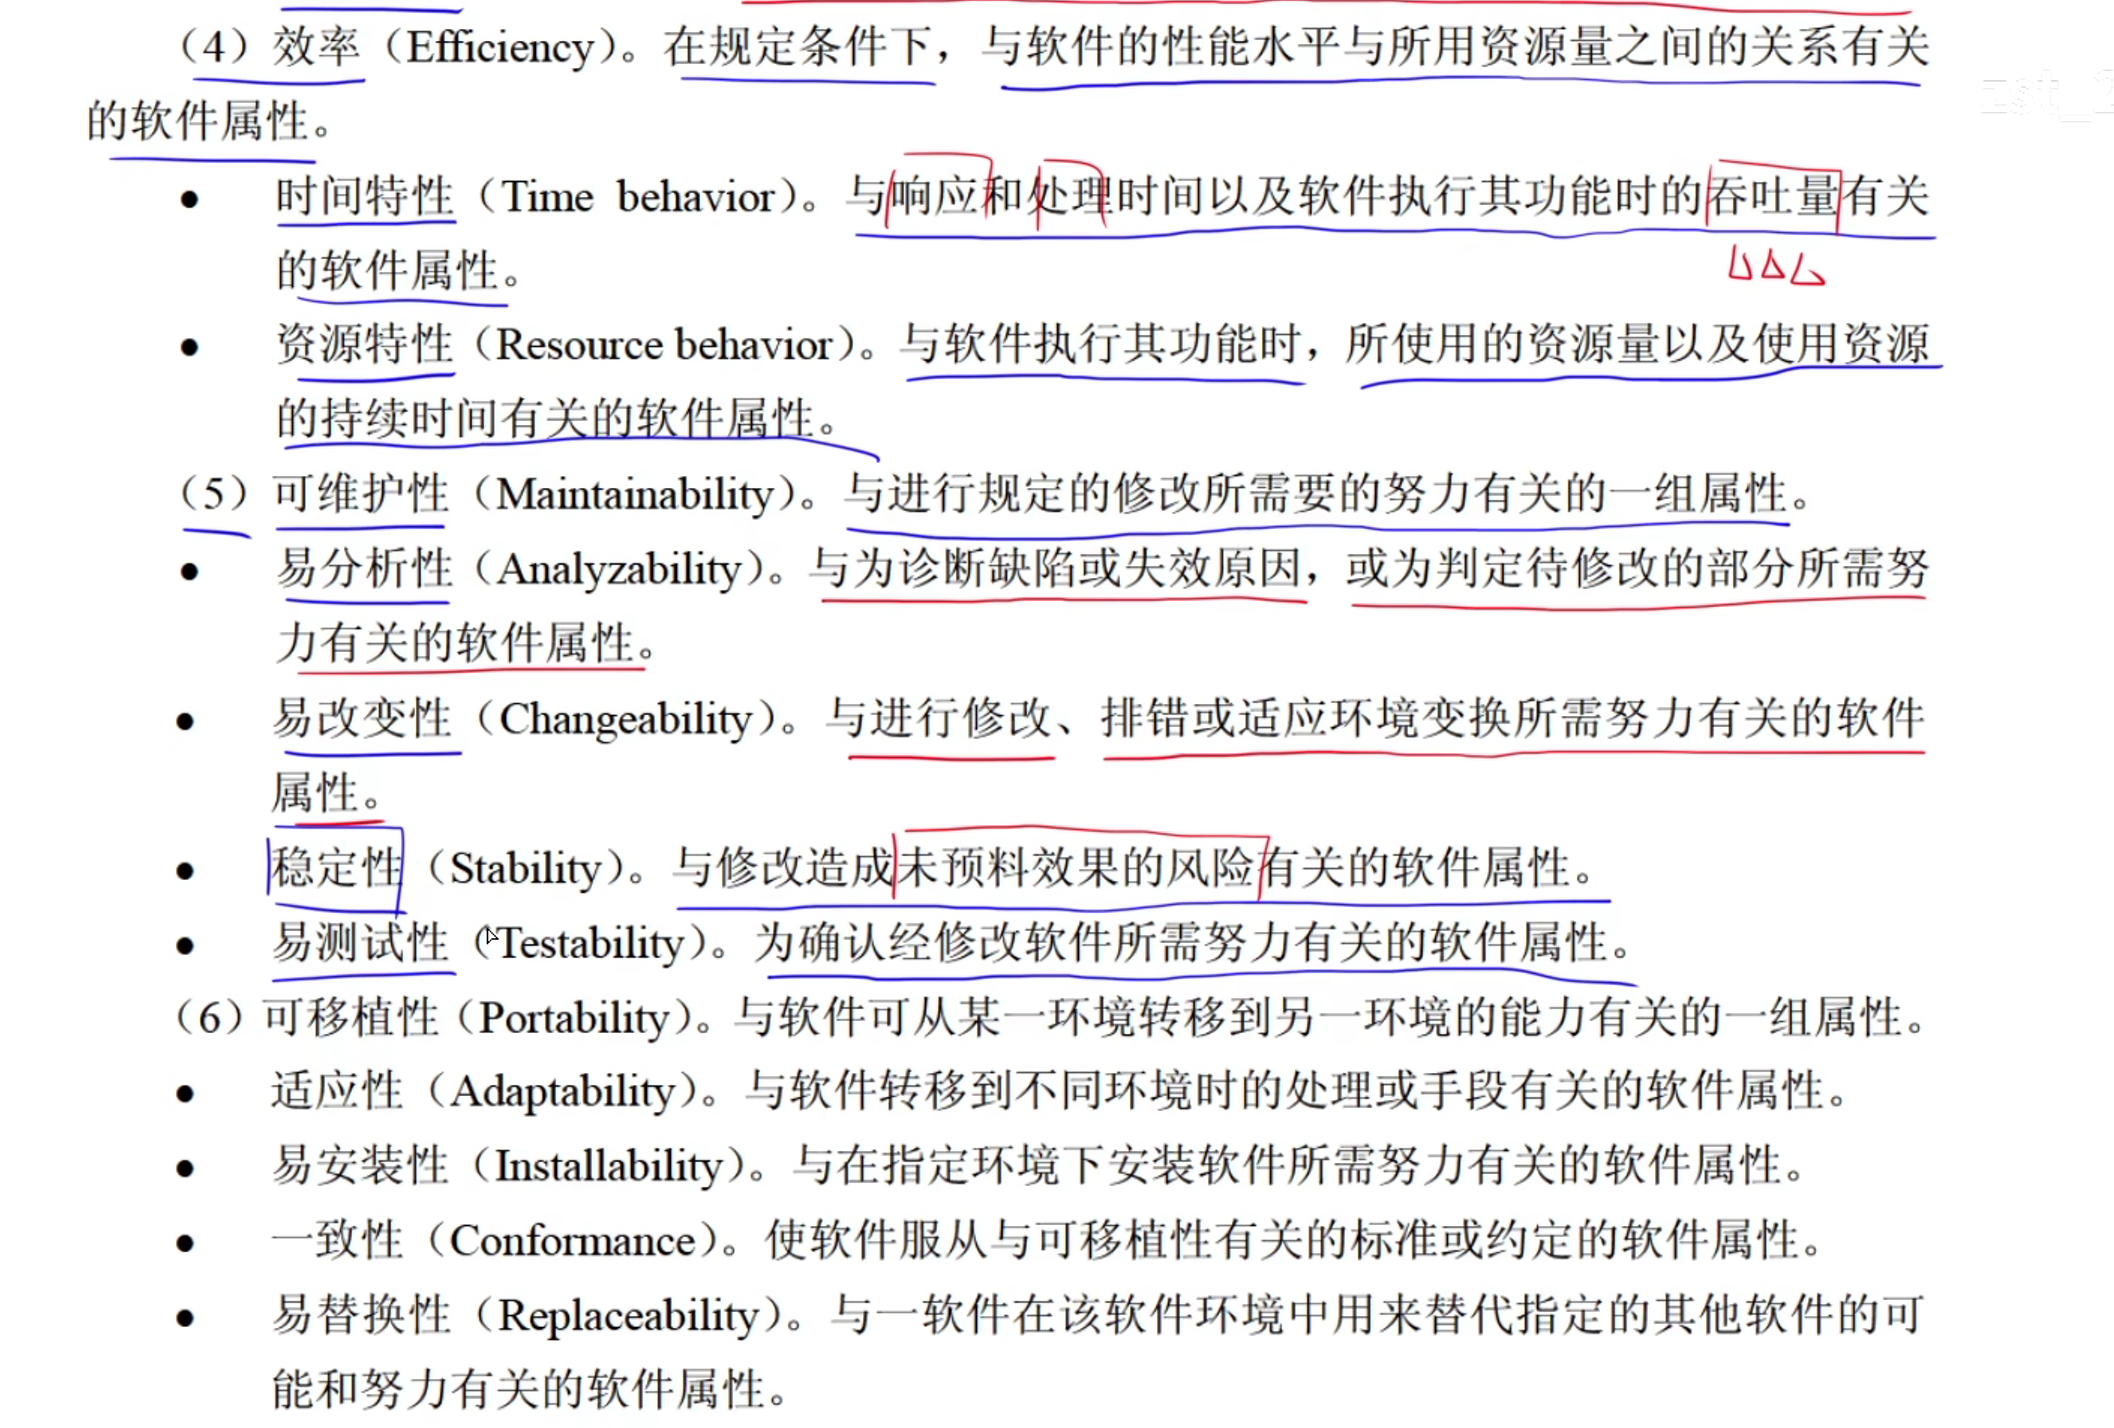 （4）效率（Efficiency）。在规定条件下，与软件的性能水平与所用资源量之间的关系有关
的软件属性。
● 时间特性（Time behavior）。与响应和处理时间以及软件执行其功能时的吞吐量有关
的软件属性。
● 资源特性（Resource behavior）。与软件执行其功能时，所使用的资源量以及使用资源
的持续时间有关的软件属性。
（5）可维护性（Maintainability）。与进行规定的修改所需要的努力有关的一组属性。
● 易分析性（Analyzability）。与为诊断缺陷或失效原因，或为判定待修改的部分所需努
力有关的软件属性。
● 易改变性（Changeability）。与进行修改、排错或适应环境变换所需努力有关的软件
属性。
● 稳定性（Stability）。与修改造成未预料效果的风险有关的软件属性。
● 易测试性（Testability）。为确认经修改软件所需努力有关的软件属性。
（6）可移植性（Portability）。与软件可从某一环境转移到另一环境的能力有关的一组属性。
● 适应性（Adaptability）。与软件转移到不同环境时的处理或手段有关的软件属性。
● 易安装性（Installability）。与在指定环境下安装软件所需努力有关的软件属性。
● 一致性（Conformance）。使软件服从与可移植性有关的标准或约定的软件属性。
● 易替换性（Replaceability）。与一软件在该软件环境中用来替代指定的其他软件的可
能和努力有关的软件属性。